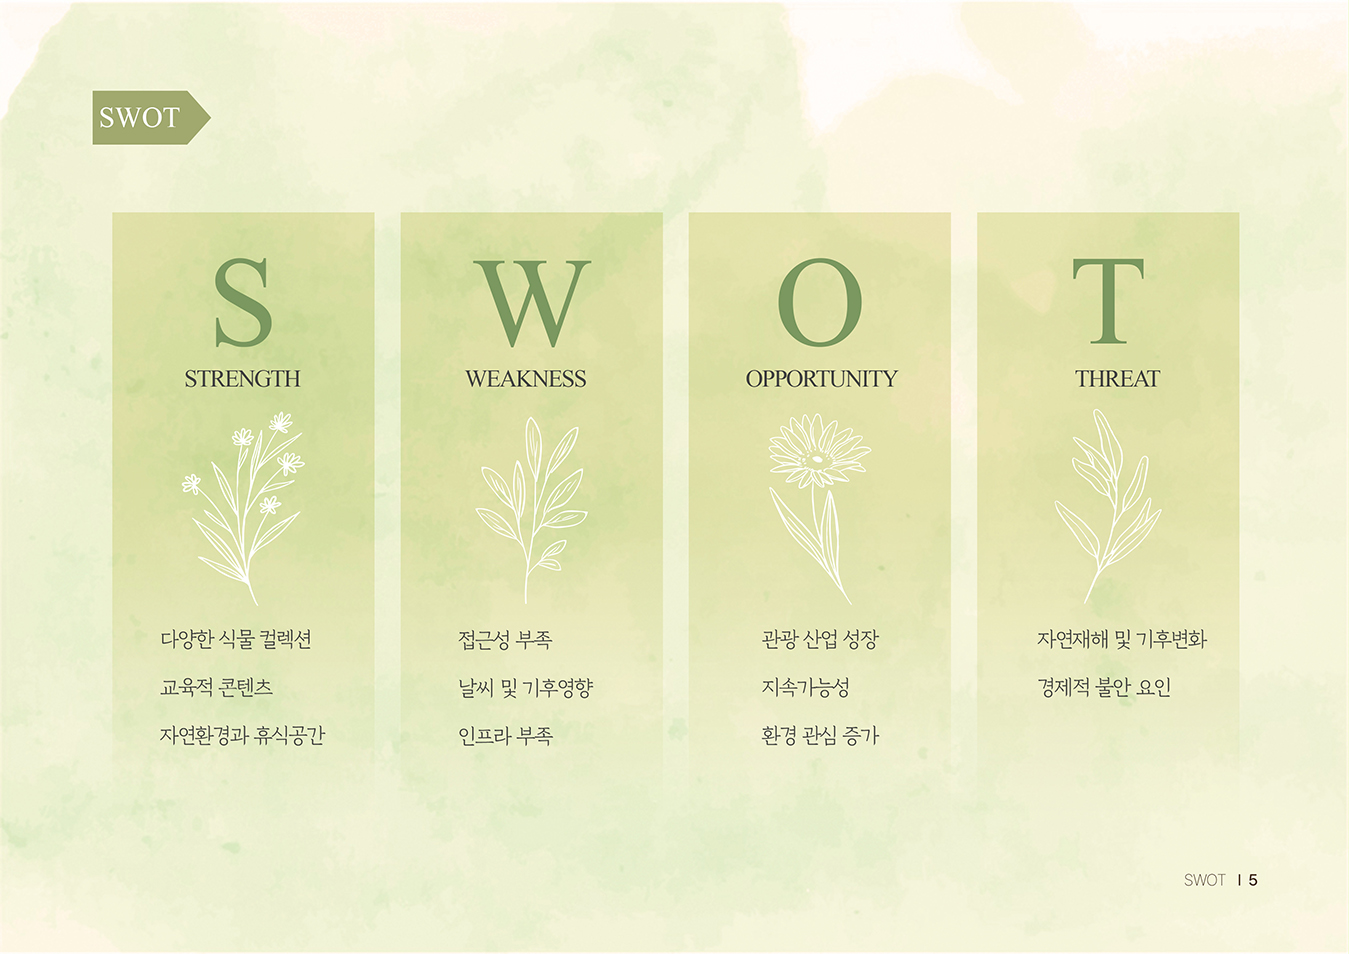 SWOT
S
STRENGTH
다양한 식물 컬렉션
교육적 콘텐츠
자연환경과 휴식공간
W
WEAKNESS
접근성 부족
날씨 및 기후영향
인프라 부족
O
OPPORTUNITY
관광 산업 성장
지속가능성
환경 관심 증가
T
THREAT
자연재해 및 기후변화
경제적 불안 요인
SWOT | 5